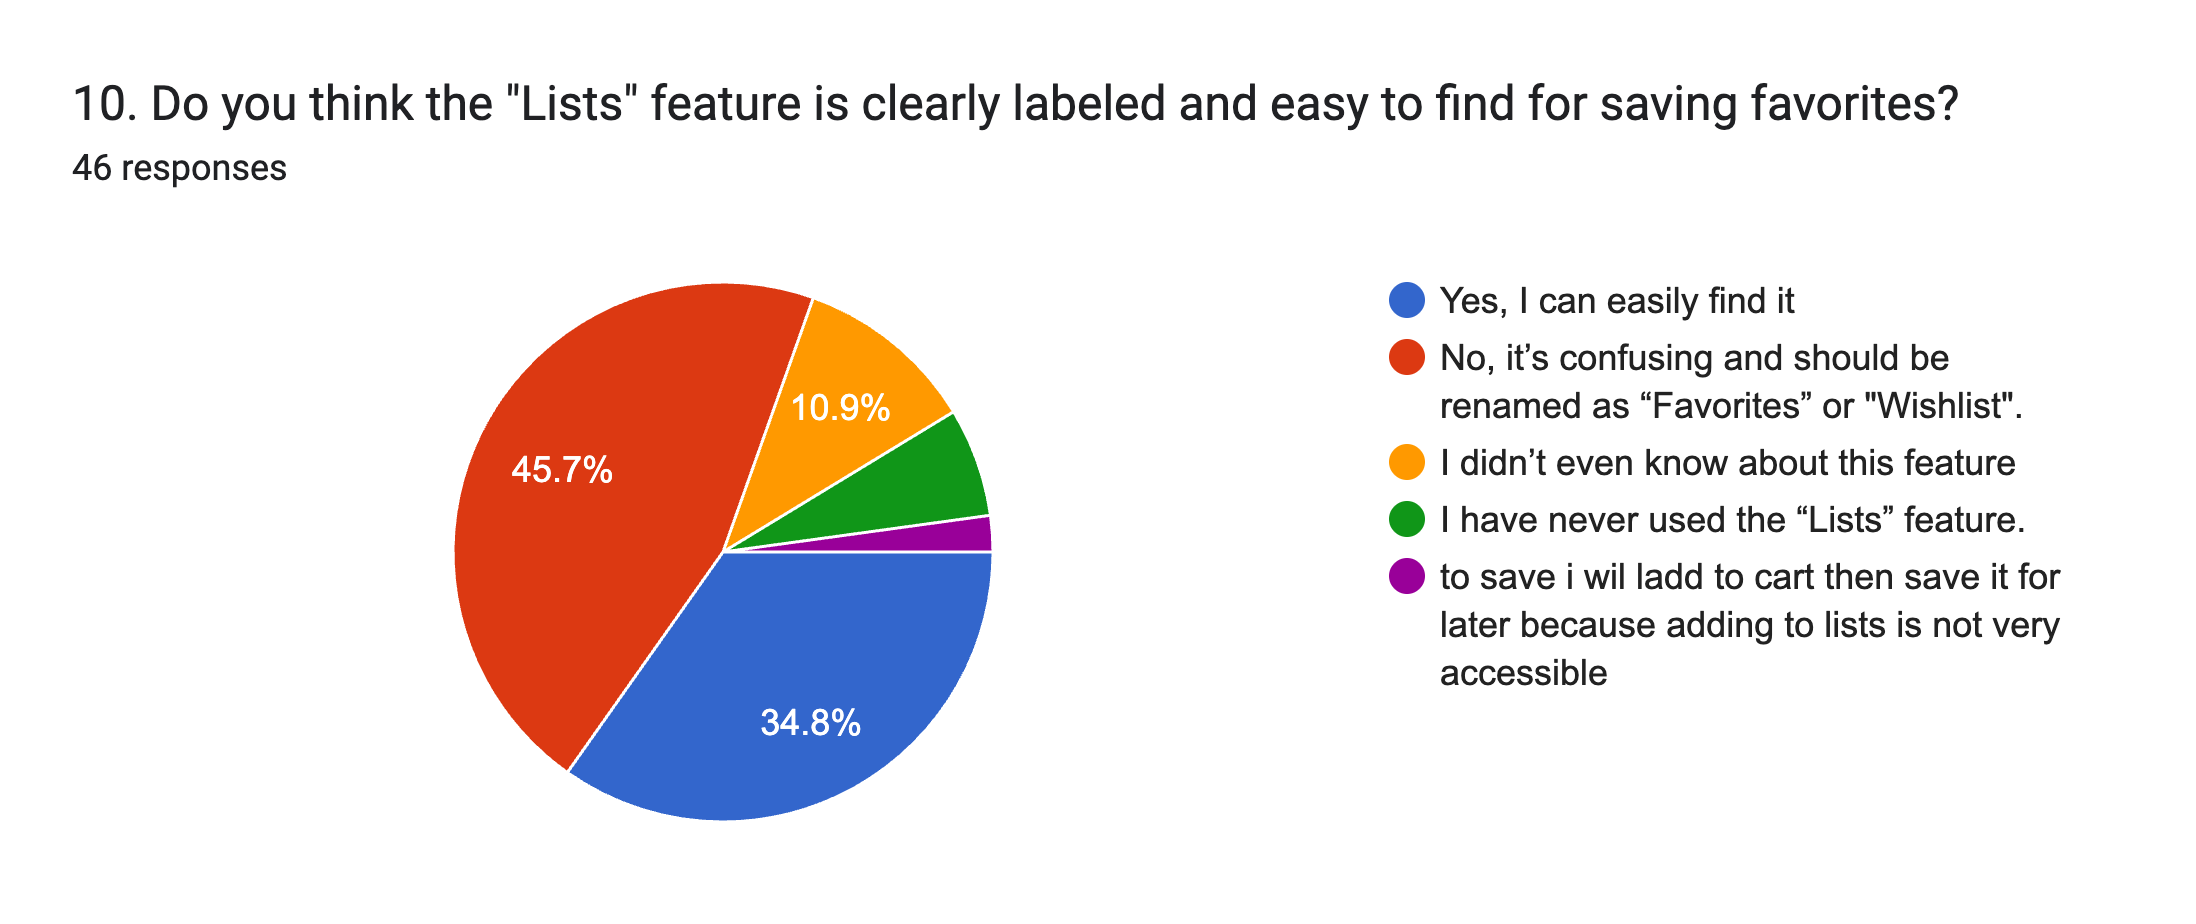 10. Do you think the "Lists" feature is clearly labeled and easy to find for saving favorites?
46 responses
10.9%
45.7%
34.8%
Yes, I can easily find it
No, it’s confusing and should be
renamed as “Favorites” or "Wishlist".
I didn’t even know about this feature
I have never used the “Lists” feature.
to save i wil ladd to cart then save it for
later because adding to lists is not very
accessible